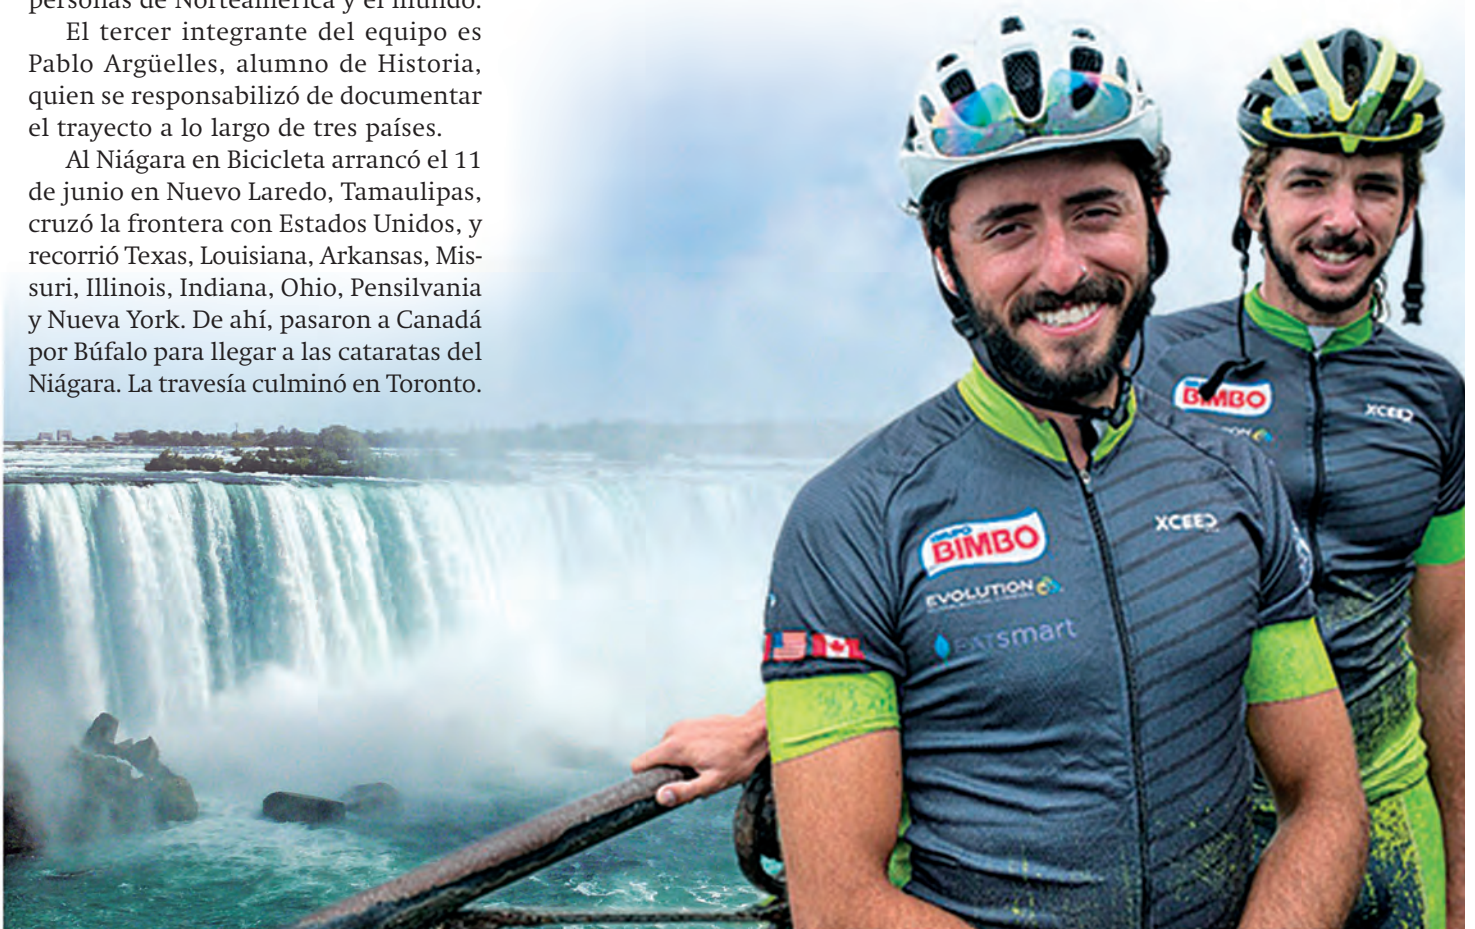 personas de Norteamérica y el mundo.
El tercer integrante del equipo es
Pablo Argüelles, alumno de Historia,
quien se responsabilizó de documentar
el trayecto a lo largo de tres países.
Al Niágara en Bicicleta arrancó el 11
de junio en Nuevo Laredo, Tamaulipas,
cruzó la frontera con Estados Unidos, y
recorrió Texas, Louisiana, Arkansas, Mis-
suri, Illinois, Indiana, Ohio, Pensilvania
y Nueva York. De ahí, pasaron a Canadá
por Búfalo para llegar a las cataratas del
Niágara. La travesía culminó en Toronto.
BIMBO
XCEED
GRUPO
BIMBO
XCEED
EVOLUTION
EATsmart